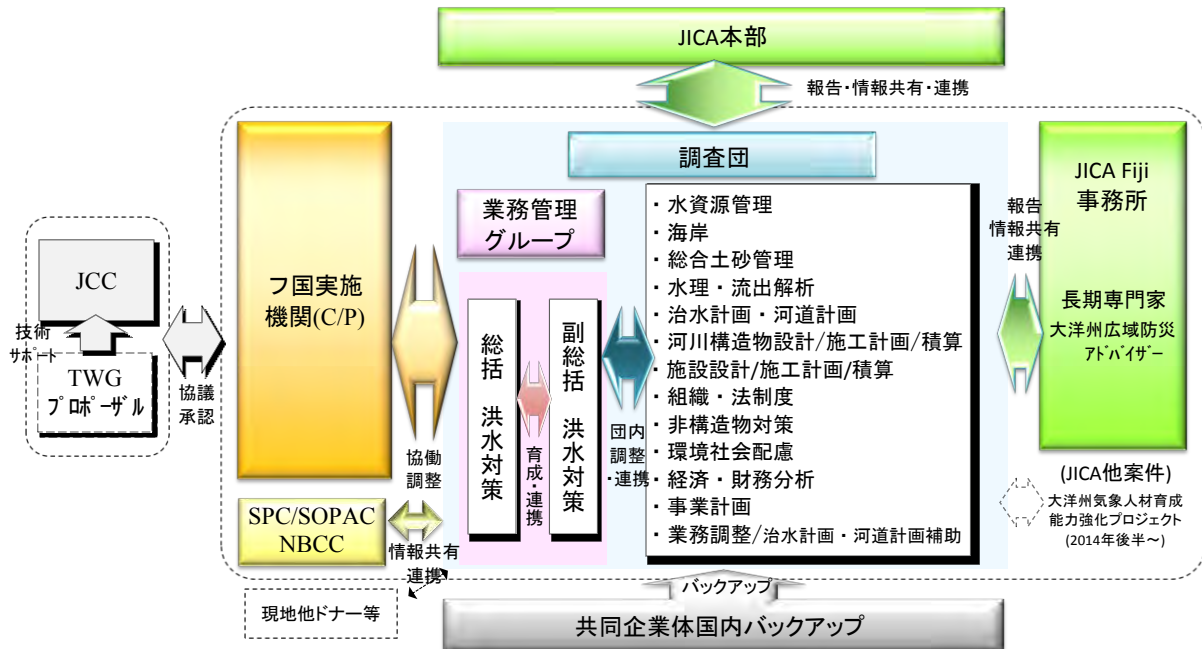 JICA本部
報告・情報共有・連携
調査団
業務管理
グループ
フ国実施
機関(C/P)
JCC
技術
サポート
TWG
プロポーザル
協議
承認
協働
調整
総括 洪水対策
育成・連携
副総括 洪水対策
団内
調整
・連携
・水資源管理
・海岸
・総合土砂管理
・水理・流出解析
・治水計画・河道計画
・河川構造物設計/施工計画/積算
・施設設計/施工計画/積算
・組織・法制度
・非構造物対策
・環境社会配慮
・経済・財務分析
・事業計画
・業務調整/治水計画・河道計画補助
報告
情報共有
連携
JICA Fiji
事務所
長期専門家
大洋州広域防災
アドバイザー
(JICA他案件)
大洋州気象人材育成
能力強化プロジェクト
(2014年後半～)
SPC/SOPAC
NBCC
情報共有
連携
現地他ドナー等
バックアップ
共同企業体国内バックアップ